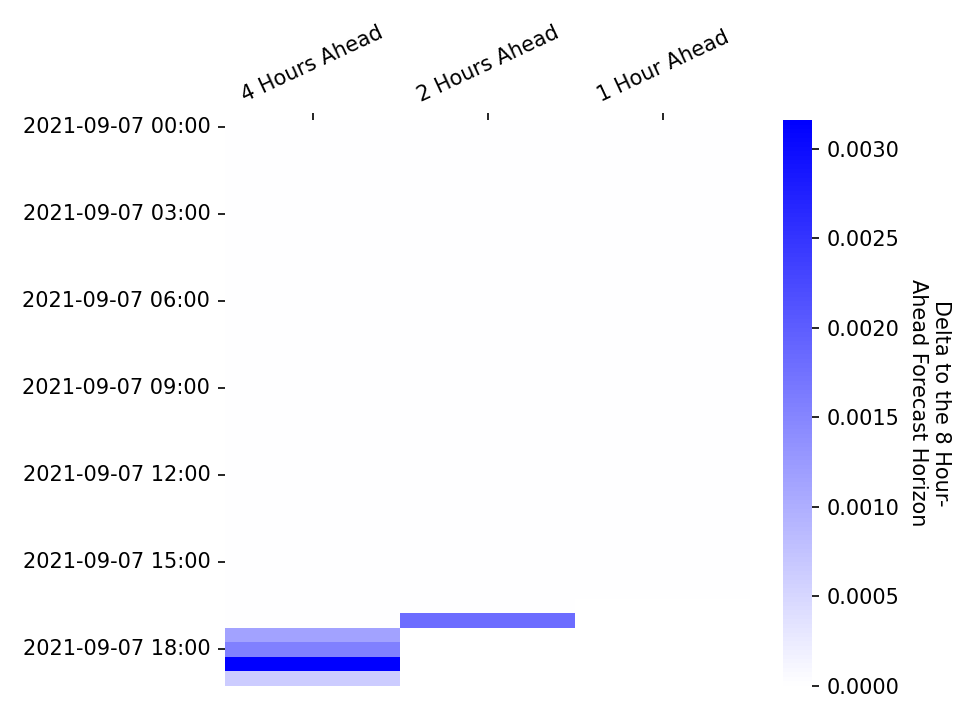 4 Hours Ahead
2 Hours Ahead
1 Hour Ahead
2021-09-07 00:00
2021-09-07 03:00
2021-09-07 06:00
2021-09-07 09:00
2021-09-07 12:00
2021-09-07 15:00
2021-09-07 18:00
0.0030
0.0025
0.0020
0.0015
0.0010
0.0005
0.0000
Delta to the 8 Hour-
Ahead Forecast Horizon